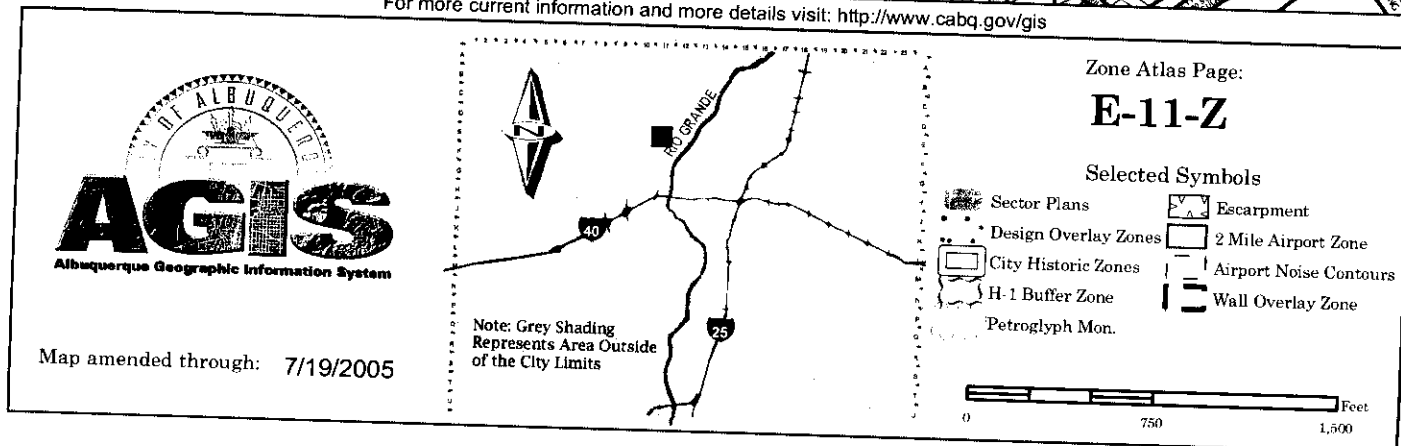 For more current information and more details visit: http://www.cabq.gov/gis
Y OF ALBUQUERQ
AGIS
Albuquerque Geographic Information System
Map amended through: 7/19/2005
N
RIO GRANDE
40
25
Note: Grey Shading
Represents Area Outside
of the City Limits
Zone Atlas Page:
E-11-Z
Selected Symbols
Sector Plans
Design Overlay Zones
City Historic Zones
H-1 Buffer Zone
Petroglyph Mon.
Escarpment
2 Mile Airport Zone
Airport Noise Contours
Wall Overlay Zone
Feet
0 750 1,500